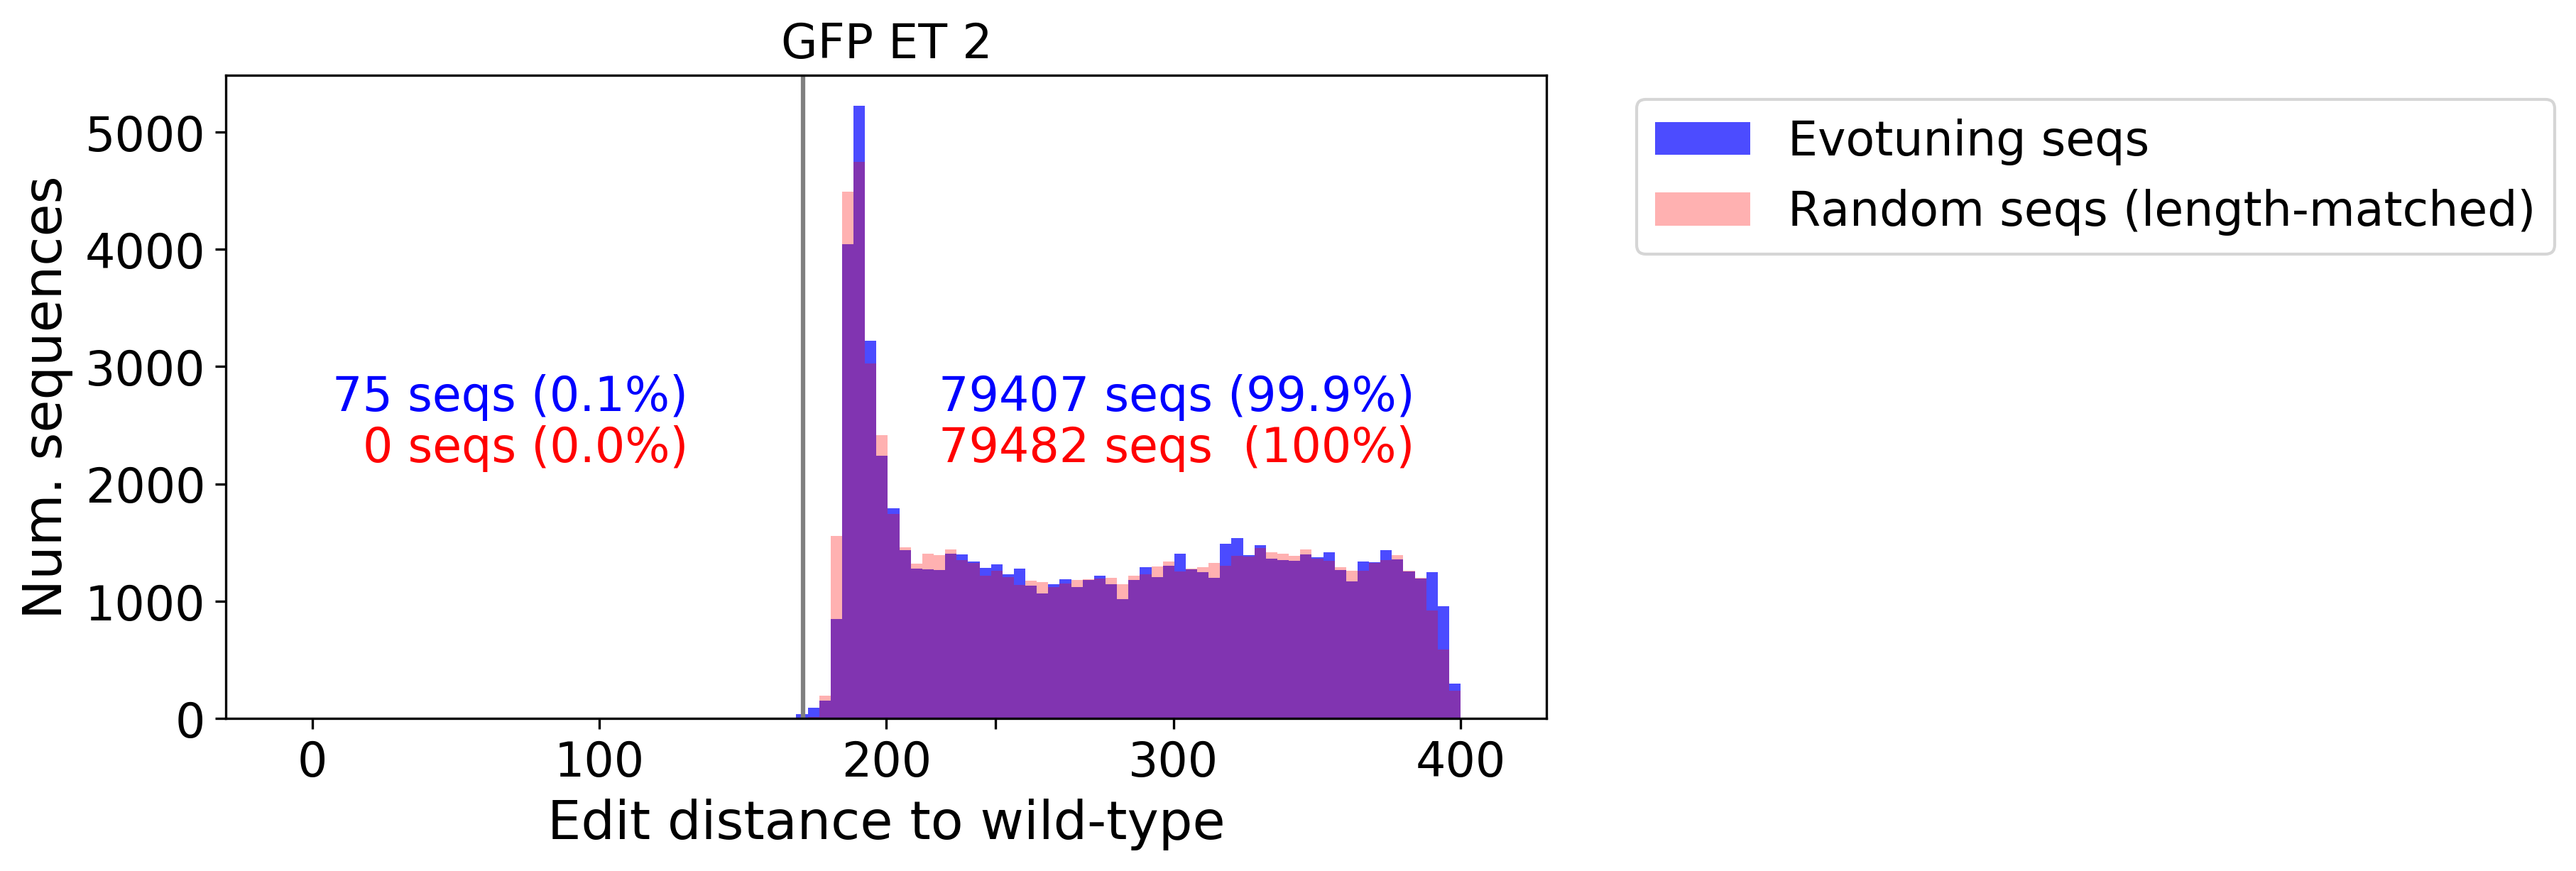 GFP ET 2
Num. sequences
5000
4000
3000
2000
1000
0
75 seqs (0.1%)
0 seqs (0.0%)
79407 seqs (99.9%)
79482 seqs (100%)
0 100 200 300 400
Edit distance to wild-type
Evotuning seqs
Random seqs (length-matched)